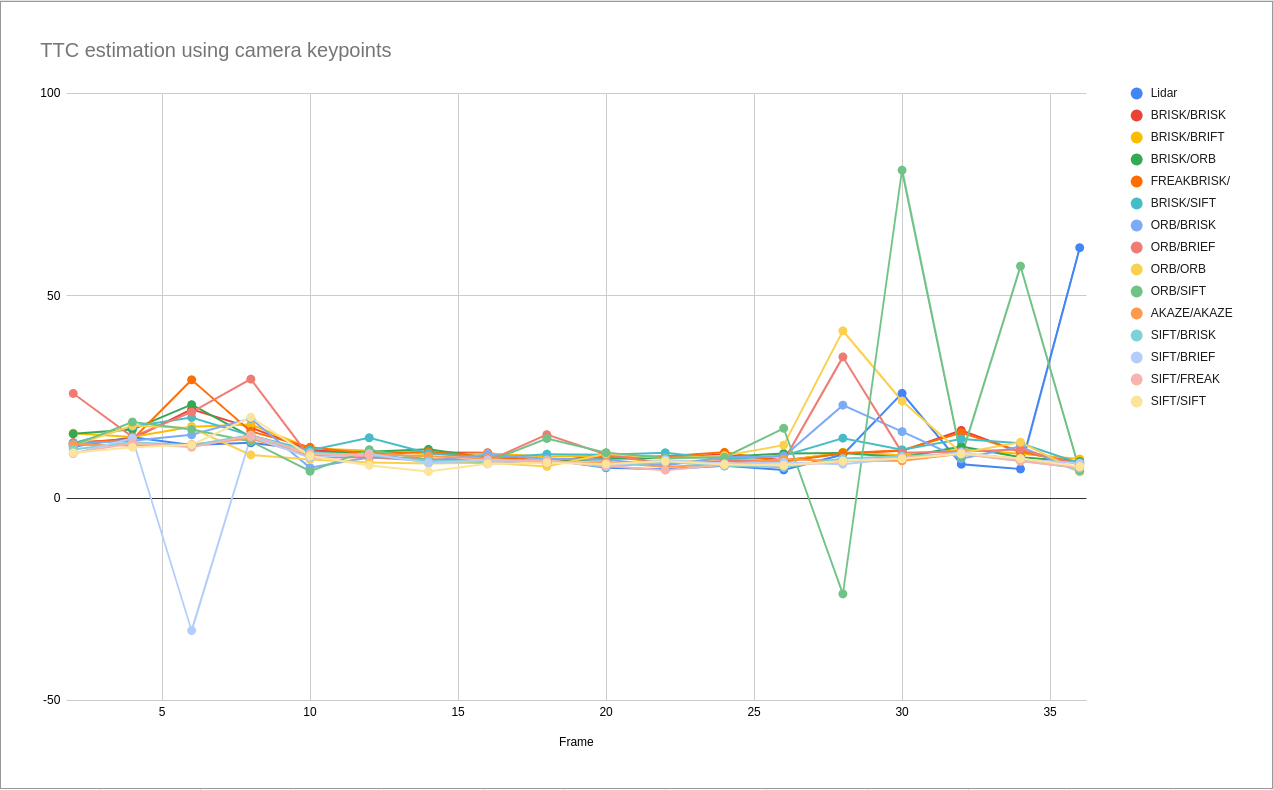 TTC estimation using camera keypoints
100
50
0
-50
5 10 15 20 25 30 35
Frame
Lidar
BRISK/BRISK
BRISK/BRIFT
BRISK/ORB
FREAKBRISK/
BRISK/SIFT
ORB/BRISK
ORB/BRIEF
ORB/ORB
ORB/SIFT
AKAZE/AKAZE
SIFT/BRISK
SIFT/BRIEF
SIFT/FREAK
SIFT/SIFT